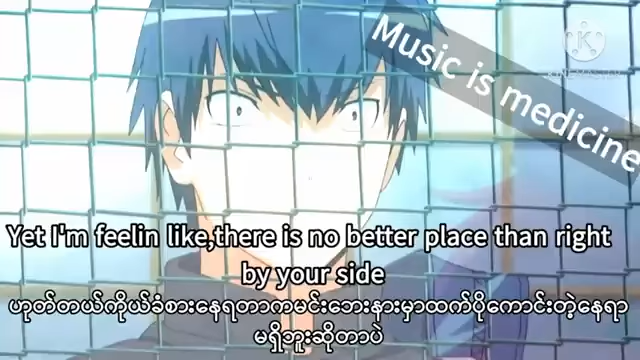 Music is medicine
KINEMASTER
Yet I'm feelin like,there is no better place than right
by your side
ဟုတ်တယ်ကိုယ်ခံစားနေရတာကမင်းဘေးနားမှာထက်ပိုကောင်းတဲ့နေရာ
မရှိဘူးဆိုတာပဲ